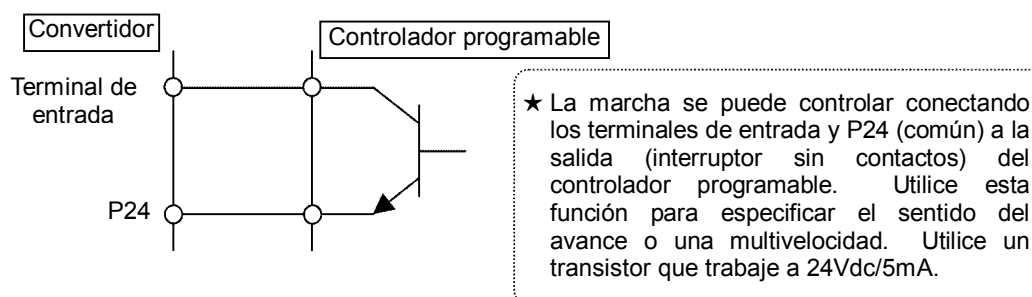 Convertidor
Controlador programable
Terminal de
entrada
P24
★ La marcha se puede controlar conectando
los terminales de entrada y P24 (común) a la
salida (interruptor sin contactos) del
controlador programable. Utilice esta
función para especificar el sentido del
avance o una multivelocidad. Utilice un
transistor que trabaje a 24Vdc/5mA.